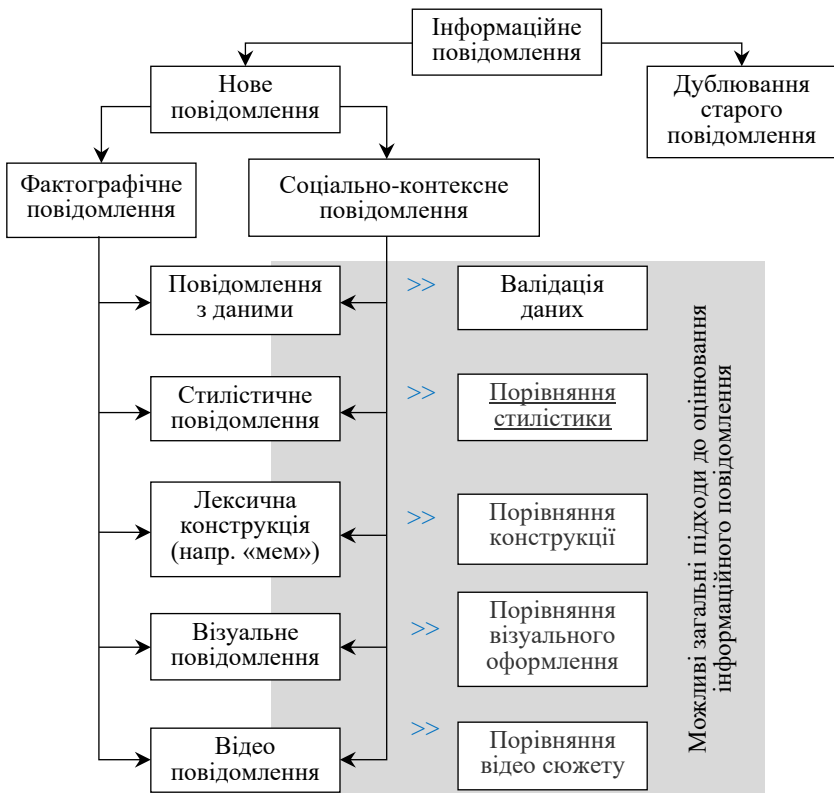 Інформаційне
повідомлення
Нове
повідомлення
Дублювання
старого
повідомлення
Фактографічне
повідомлення
Соціально-контексне
повідомлення
Повідомлення
з даними
>>
Валідація
даних
Стилістичне
повідомлення
>>
Порівняння
стилістики
Лексична
конструкція
(напр. «мем»)
>>
Порівняння
конструкції
Візуальне
повідомлення
>>
Порівняння
візуального
оформлення
Відео
повідомлення
>>
Порівняння
відео сюжету
Можливі загальні підходи до оцінювання
інформаційного повідомлення